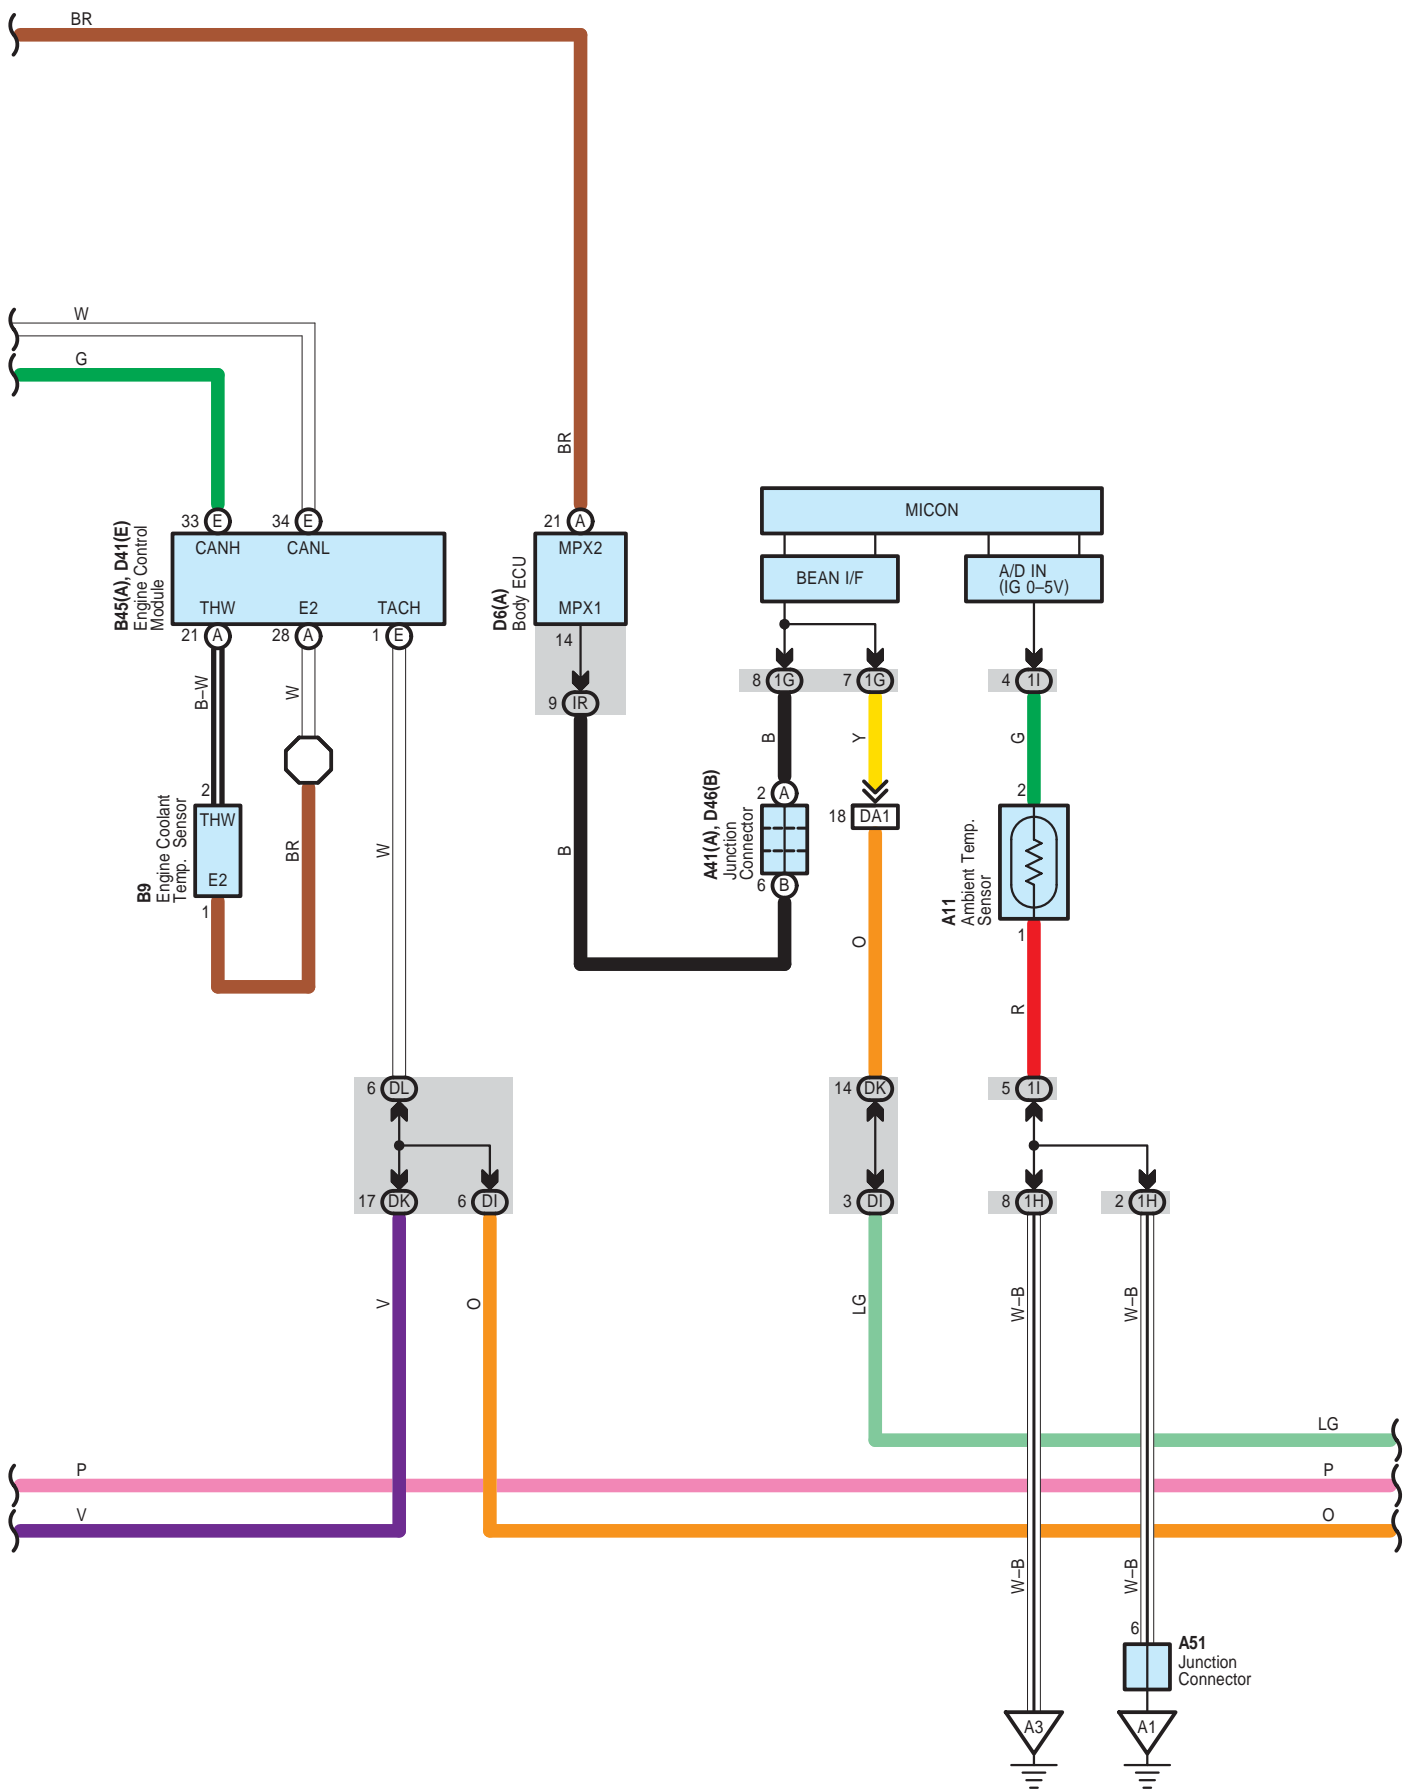 BR
W
G
BR
33 E
34 E
21 A
CANH
CANL
MPX2
B45(A), D41(E)
Engine Control
Module
D6(A)
Body ECU
THW
E2
TACH
MPX1
21 A
28 A
1 E
14
9 IR
MICON
BEAN I/F
A/D IN
(IG 0–5V)
8 1G
7 1G
4 1I
B–W
W
B
Y
G
2
THW
E2
1
B9
Engine Coolant
Temp. Sensor
BR
W
B
2 A
6 B
A41(A), D46(B)
Junction
Connector
18 DA1
O
2
A11
Ambient Temp.
Sensor
1
R
6 DL
14 DK
5 1I
17 DK
6 DI
3 DI
8 1H
2 1H
V
O
LG
W–B
W–B
LG
P
P
V
O
W–B
W–B
6
A51
Junction
Connector
A3
A1